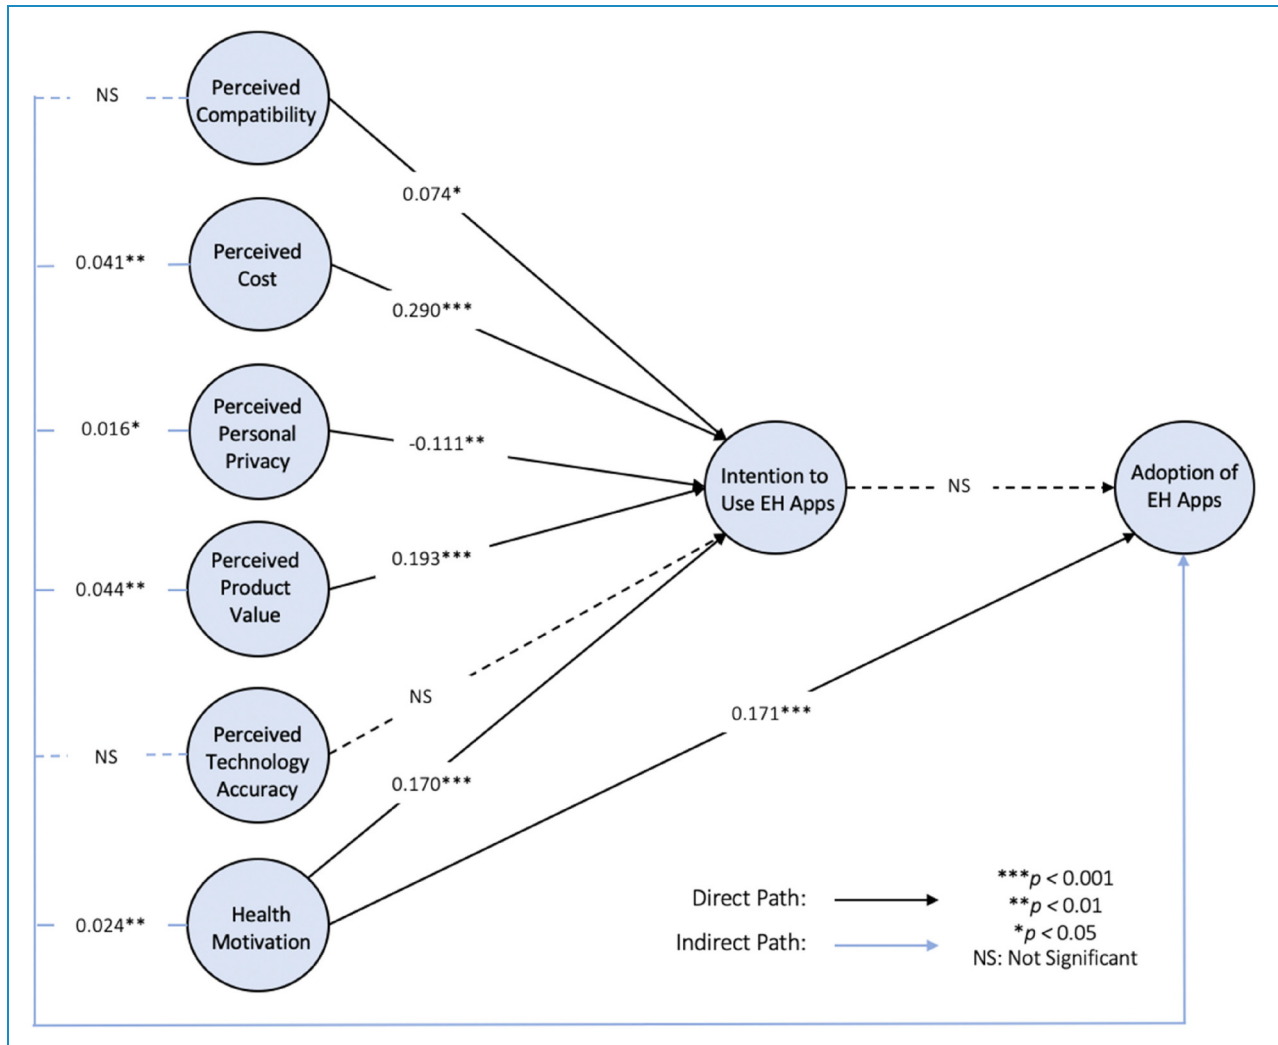 NS
Perceived
Compatibility
0.074*
0.041**
Perceived
Cost
0.290***
0.016*
Perceived
Personal
Privacy
-0.111**
Intention to
Use EH Apps
NS
Adoption of
EH Apps
0.044**
Perceived
Product
Value
0.193***
NS
Perceived
Technology
Accuracy
NS
0.170***
0.171***
0.024**
Health
Motivation
Direct Path:
Indirect Path:
***p < 0.001
**p < 0.01
*p < 0.05
NS: Not Significant